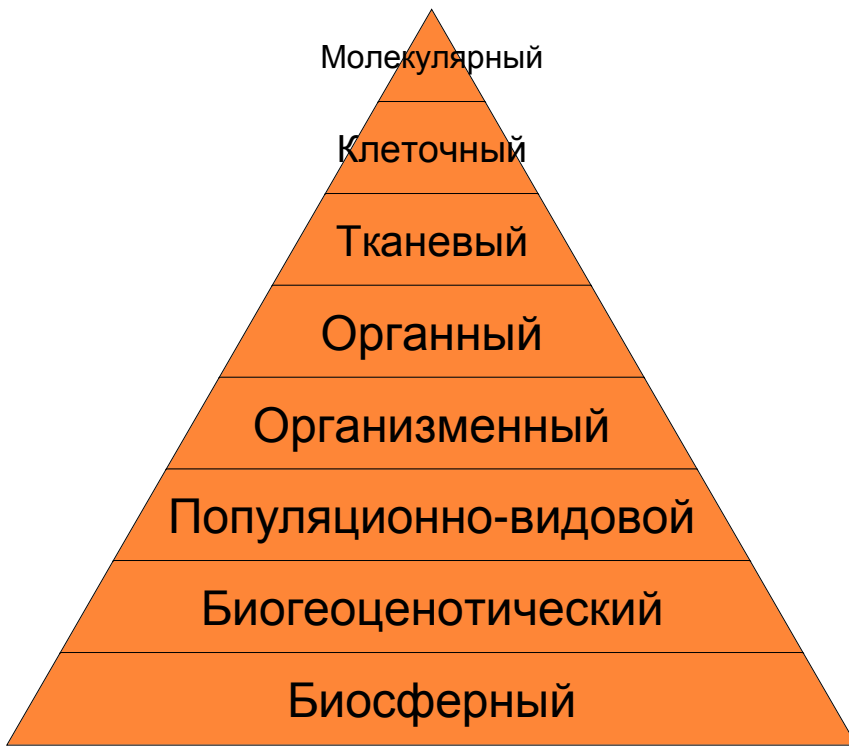 Молекулярный
Клеточный
Тканевый
Органный
Организменный
Популяционно-видовой
Биогеоценотический
Биосферный